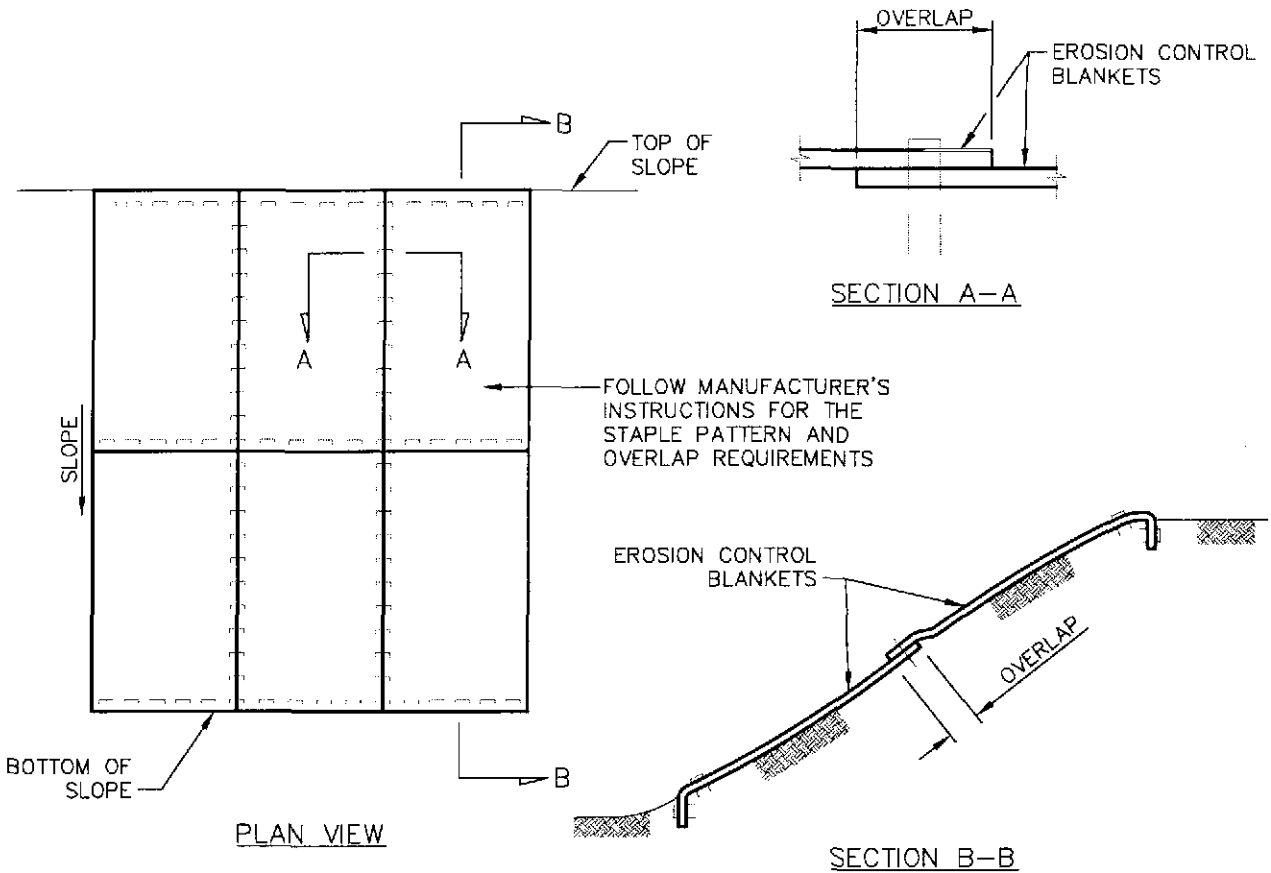 OVERLAP
EROSION CONTROL
BLANKETS
B
TOP OF
SLOPE
SECTION A-A
A
A
FOLLOW MANUFACTURER'S
INSTRUCTIONS FOR THE
STAPLE PATTERN AND
OVERLAP REQUIREMENTS
SLOPE
EROSION CONTROL
BLANKETS
OVERLAP
BOTTOM OF
SLOPE
B
PLAN VIEW
SECTION B-B